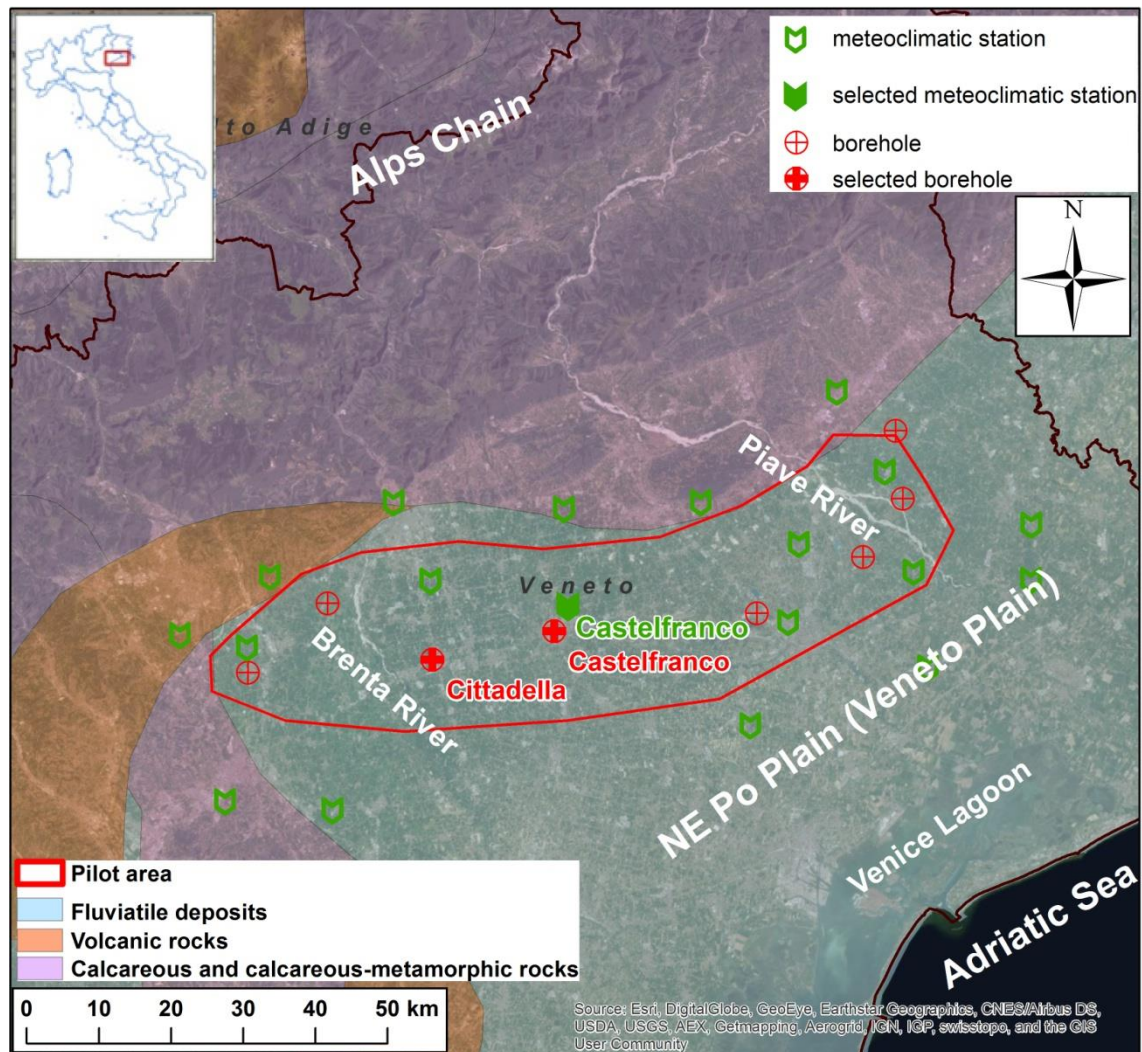 meteoclimatic station
selected meteoclimatic station
borehole
selected borehole
lto Adige
Alps Chain
N
Piave River
Veneto
Castelfranco
Castelfranco
Cittadella
Brenta River
NE Po Plain (Veneto Plain)
Venice Lagoon
Adriatic Sea
Pilot area
Fluviatile deposits
Volcanic rocks
Calcareous and calcareous-metamorphic rocks
0 10 20 30 40 50 km
Source: Esri, DigitalGlobe, GeoEye, Earthstar Geographics, CNES/Airbus DS,
USDA, USGS, AEX, Getmapping, Aerogrid, IGN, IGP, swisstopo, and the GIS
User Community